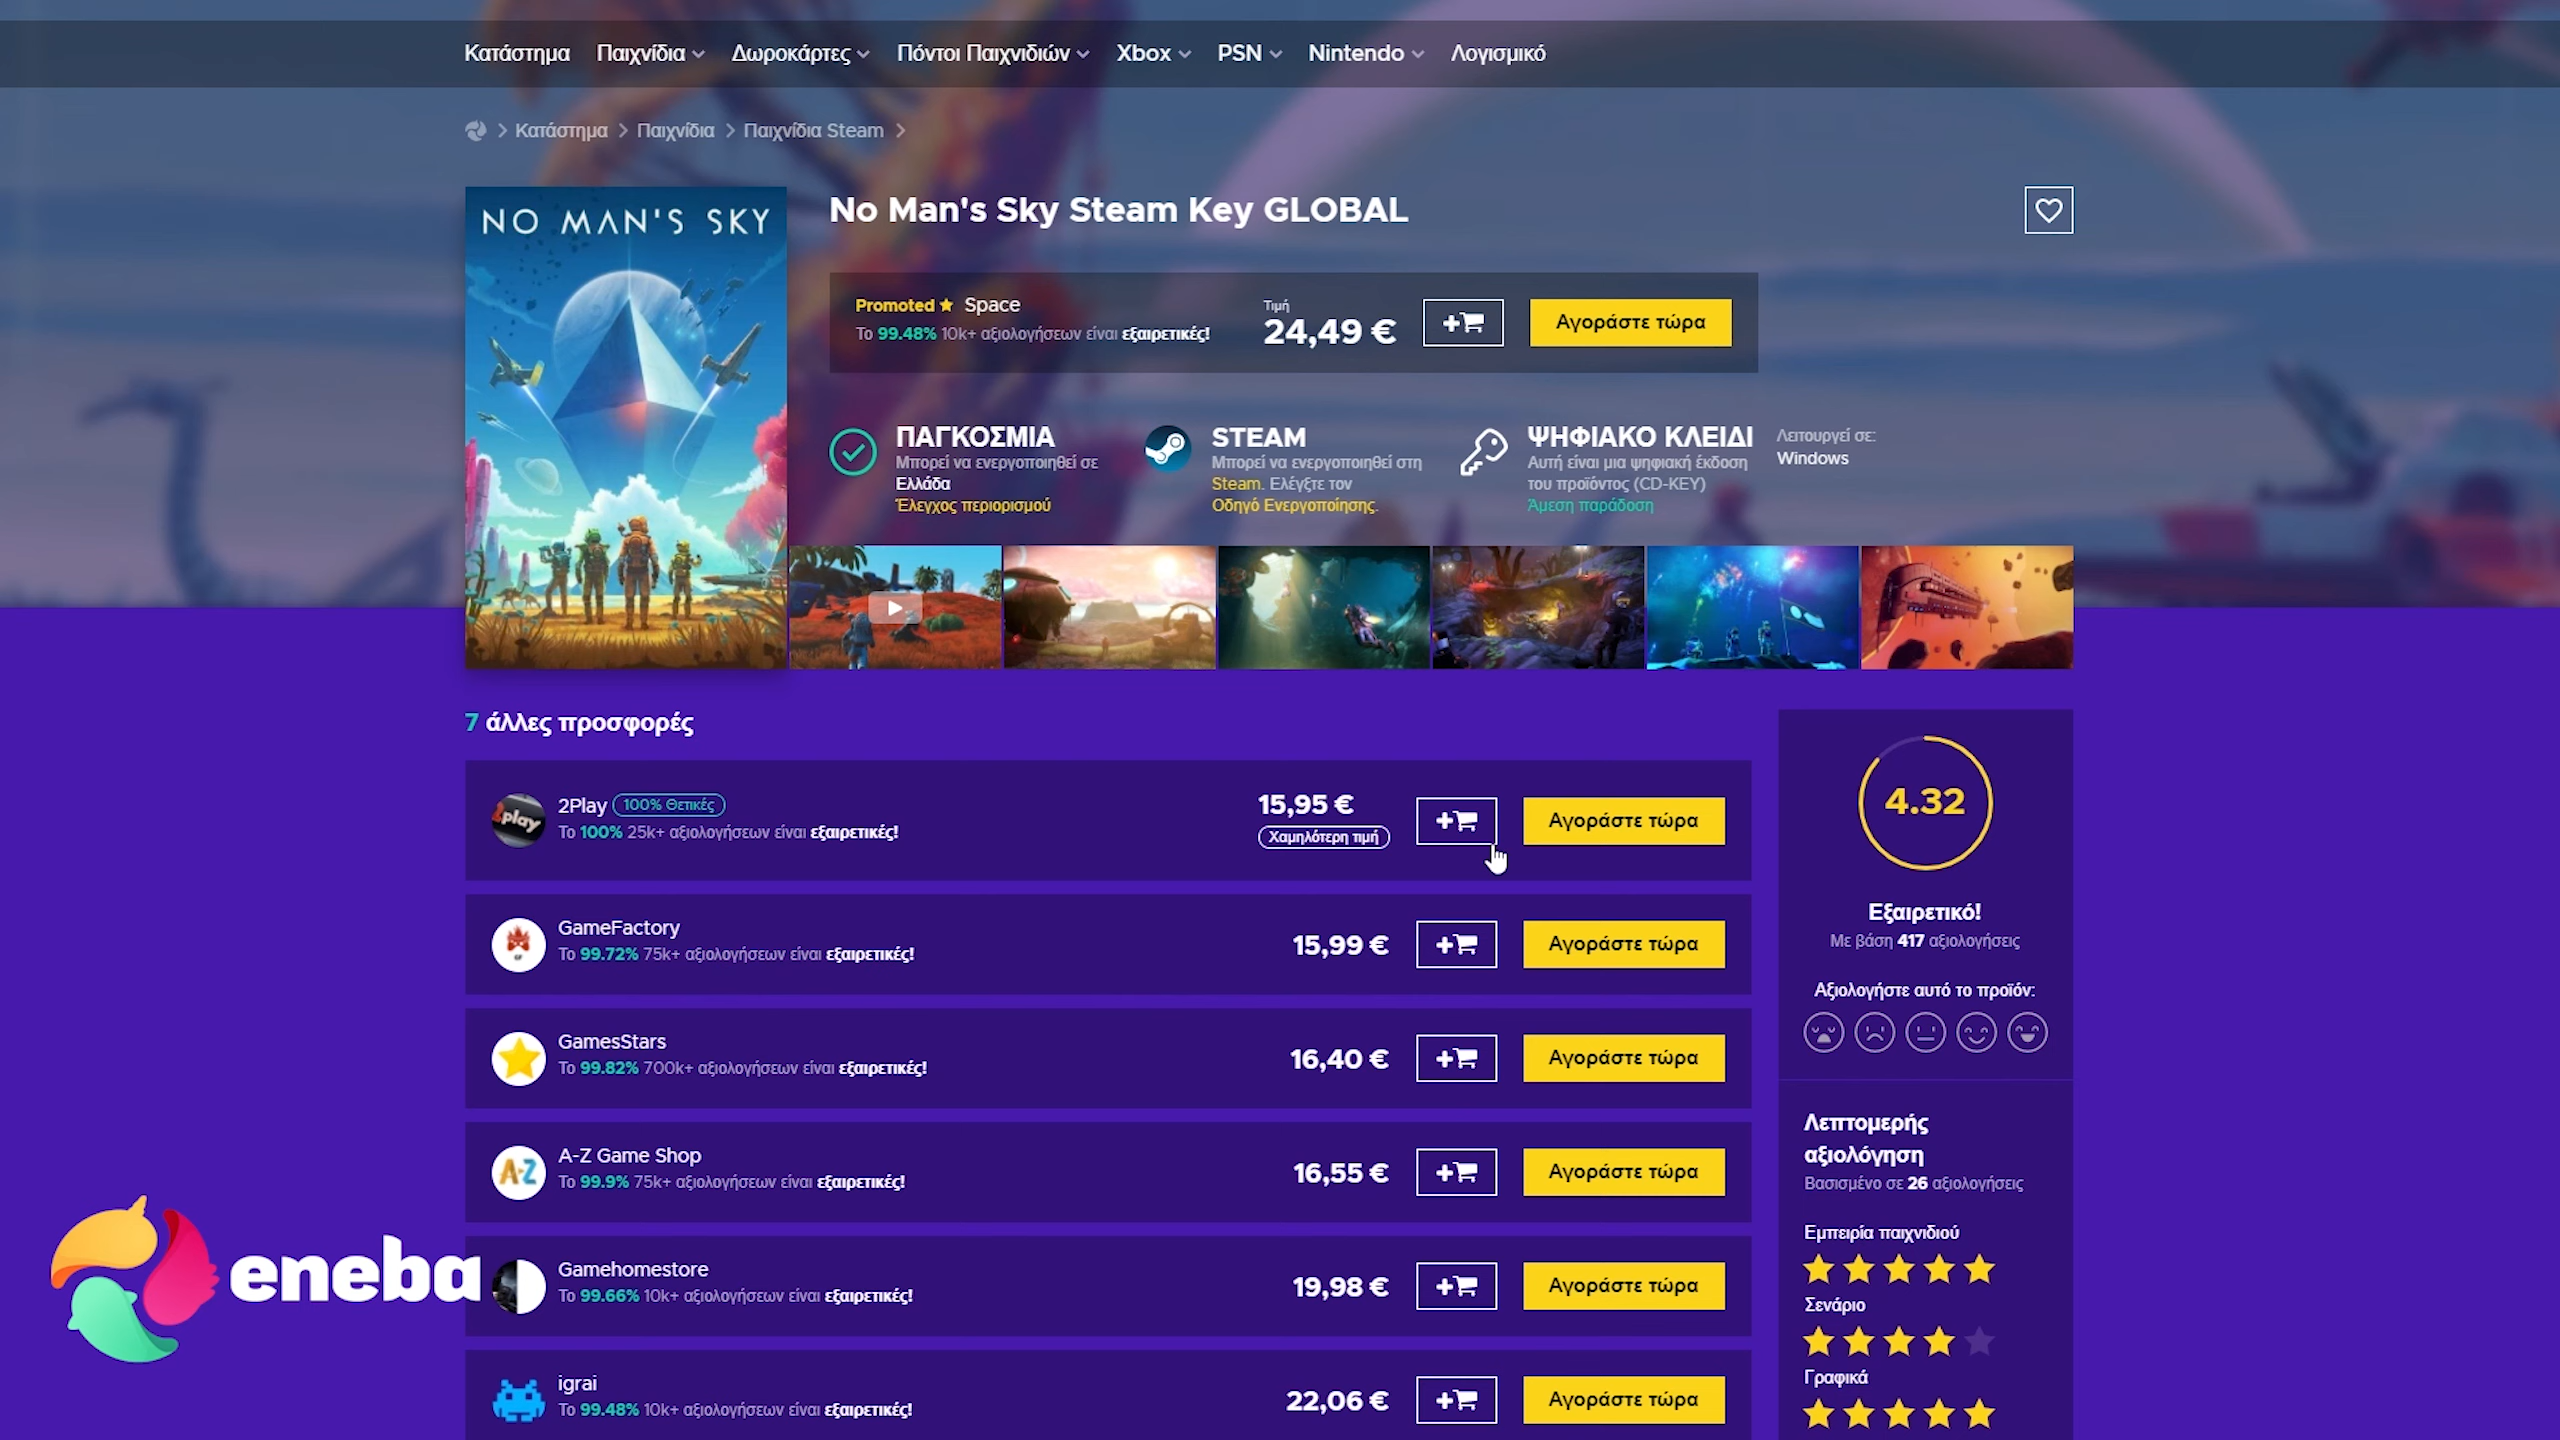 Κατάστημα Παιχνίδια Δωροκάρτες Πόντοι Παιχνιδιών Xbox PSN Nintendo Λογισμικό
Κατάστημα Παιχνίδια Παιχνίδια Steam
NO MAN'S SKY
No Man's Sky Steam Key GLOBAL
Promoted Space
Το 99.48% 10k+ αξιολογήσεων είναι εξαιρετικές!
Τιμή
24,49 €
Αγοράστε τώρα
ΠΑΓΚΟΣΜΙΑ
Μπορεί να ενεργοποιηθεί σε
Ελλάδα
Έλεγχος περιορισμού
STEAM
Μπορεί να ενεργοποιηθεί στη
Steam. Ελέγξτε τον
Οδηγό Ενεργοποίησης.
ΨΗΦΙΑΚΟ ΚΛΕΙΔΙ
Αυτή είναι μια ψηφιακή έκδοση
του προϊόντος (CD-KEY)
Άμεση παράδοση
Λειτουργεί σε:
Windows
7 άλλες προσφορές
2play
2Play 100% Θετικές
Το 100% 25k+ αξιολογήσεων είναι εξαιρετικές!
15,95 €
Χαμηλότερη τιμή
Αγοράστε τώρα
GameFactory
Το 99.72% 75k+ αξιολογήσεων είναι εξαιρετικές!
15,99 €
Αγοράστε τώρα
GamesStars
Το 99.82% 700k+ αξιολογήσεων είναι εξαιρετικές!
16,40 €
Αγοράστε τώρα
A-Z
A-Z Game Shop
Το 99.9% 75k+ αξιολογήσεων είναι εξαιρετικές!
16,55 €
Αγοράστε τώρα
Gamehomestore
Το 99.66% 10k+ αξιολογήσεων είναι εξαιρετικές!
19,98 €
Αγοράστε τώρα
igrai
Το 99.48% 10k+ αξιολογήσεων είναι εξαιρετικές!
22,06 €
Αγοράστε τώρα
4.32
Εξαιρετικό!
Με βάση 417 αξιολογήσεις
Αξιολογήστε αυτό το προϊόν:
Λεπτομερής
αξιολόγηση
Βασισμένο σε 26 αξιολογήσεις
Εμπειρία παιχνιδιού
Σενάριο
Γραφικά
eneba